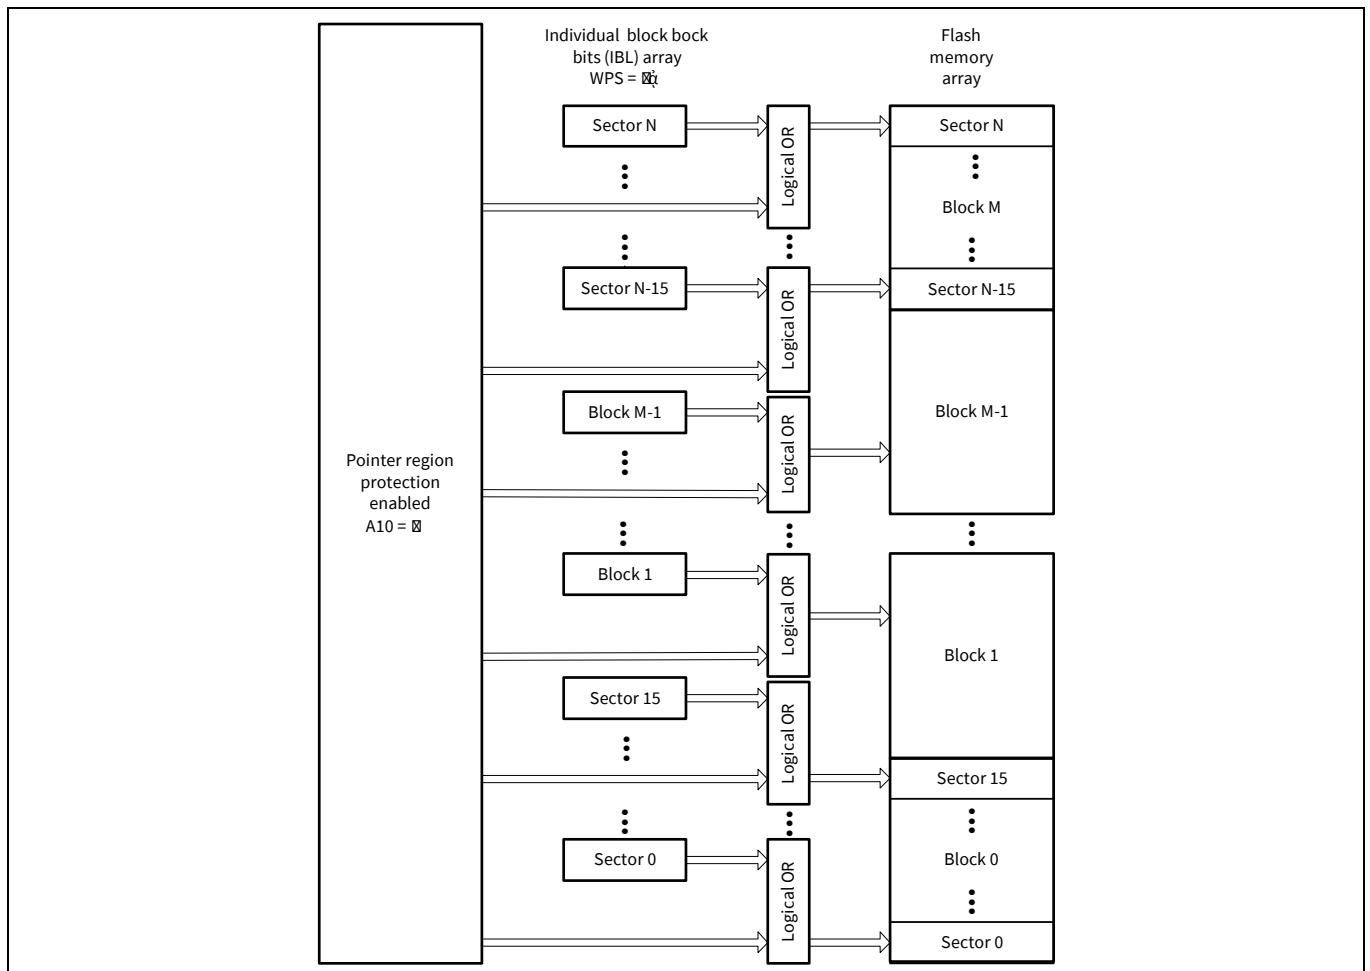 Individual block bock
bits (IBL) array
WPS =
Flash
memory
array
Sector N
Logical OR
Sector N
Block M
Sector N-15
Logical OR
Sector N-15
Block M-1
Logical OR
Block M-1
Pointer region
protection
enabled
A10 =
Block 1
Logical OR
Block 1
Sector 15
Logical OR
Sector 15
Sector 0
Logical OR
Block 0
Sector 0